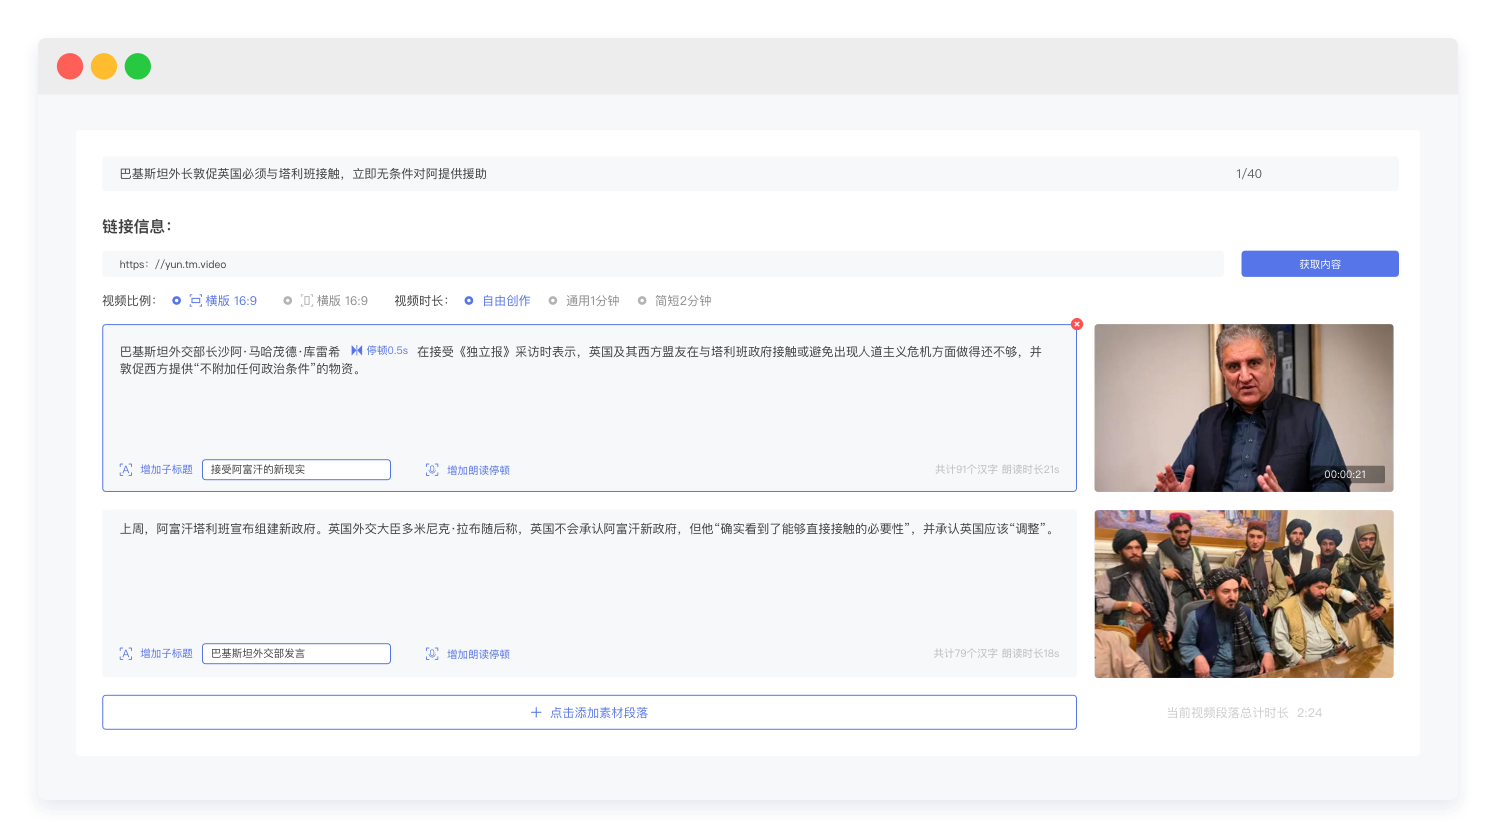 巴基斯坦外长敦促英国必须与塔利班接触，立即无条件对阿提供援助 1/40
链接信息：
https：//yun.tm.video 获取内容
视频比例： 横版 16:9 横版 16:9 视频时长： 自由创作 通用1分钟 简短2分钟
巴基斯坦外交部长沙阿·马哈茂德·库雷希 停顿0.5s 在接受《独立报》采访时表示，英国及其西方盟友在与塔利班政府接触或避免出现人道主义危机方面做得还不够，并
敦促西方提供“不附加任何政治条件”的物资。
A 增加子标题 接受阿富汗的新现实 增加朗读停顿 共计91个汉字 朗读时长21s
00:00:21
上周，阿富汗塔利班宣布组建新政府。英国外交大臣多米尼克·拉布随后称，英国不会承认阿富汗新政府，但他“确实看到了能够直接接触的必要性”，并承认英国应该“调整”。
A 增加子标题 巴基斯坦外交部发言 增加朗读停顿 共计79个汉字 朗读时长18s
＋ 点击添加素材段落 当前视频段落总计时长 2:24